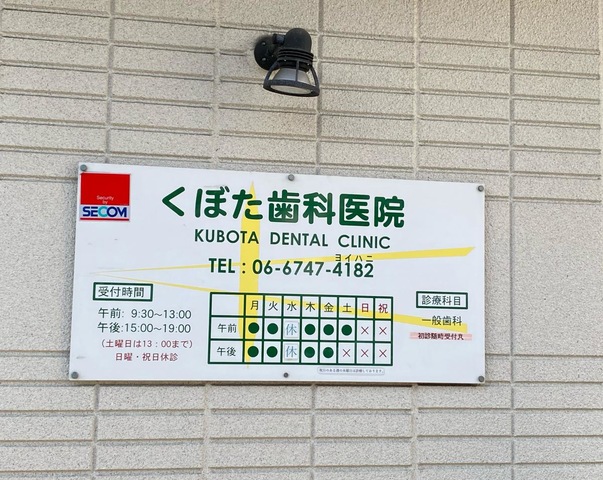 Security
by
SECOM
くぼた歯科医院
KUBOTA DENTAL CLINIC
ヨイハニ
TEL : 06-6747-4182
受付時間
午前: 9:30〜13:00
午後:15:00〜19:00
(土曜日は13:00まで)
日曜・祝日休診
月 火 水 木 金 土 日 祝
午前 ● ● 休 ● ● ● × ×
午後 ● ● 休 ● ● × × ×
診療科目
一般歯科
初診随時受付中